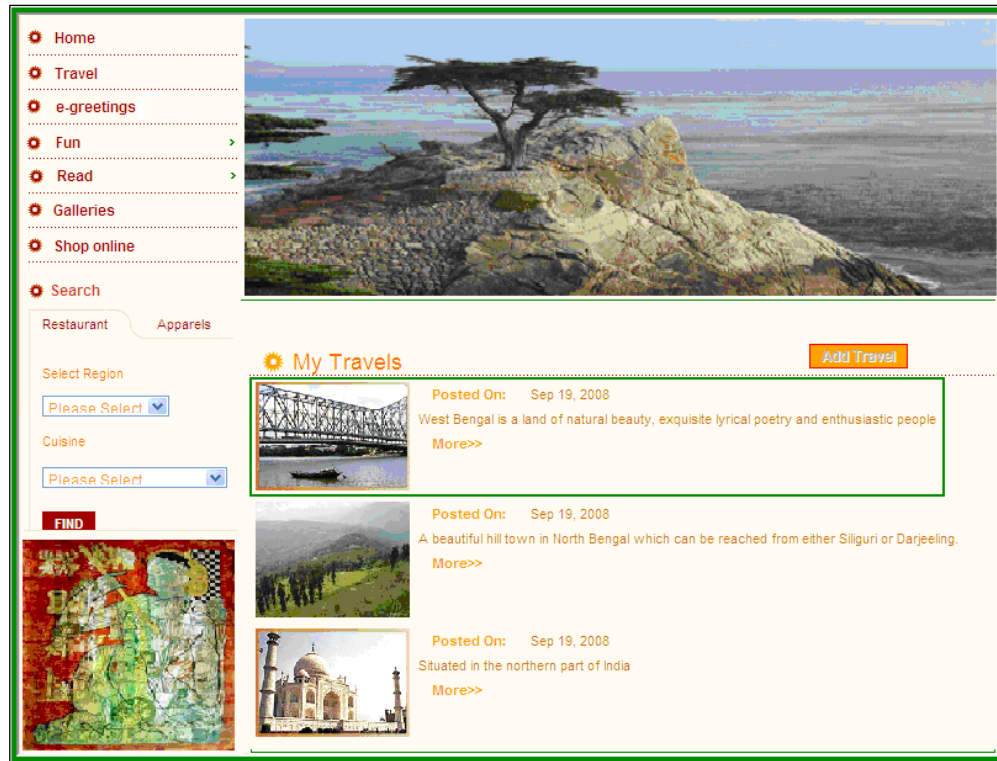 Home
Travel
e-greetings
Fun
Read
Galleries
Shop online
Search
Restaurant Apparels
Select Region
Please Select
Cuisine
Please Select
FIND
My Travels
Add Travel
Posted On: Sep 19, 2008
West Bengal is a land of natural beauty, exquisite lyrical poetry and enthusiastic people
More>>
Posted On: Sep 19, 2008
A beautiful hill town in North Bengal which can be reached from either Siliguri or Darjeeling.
More>>
Posted On: Sep 19, 2008
Situated in the northern part of India
More>>